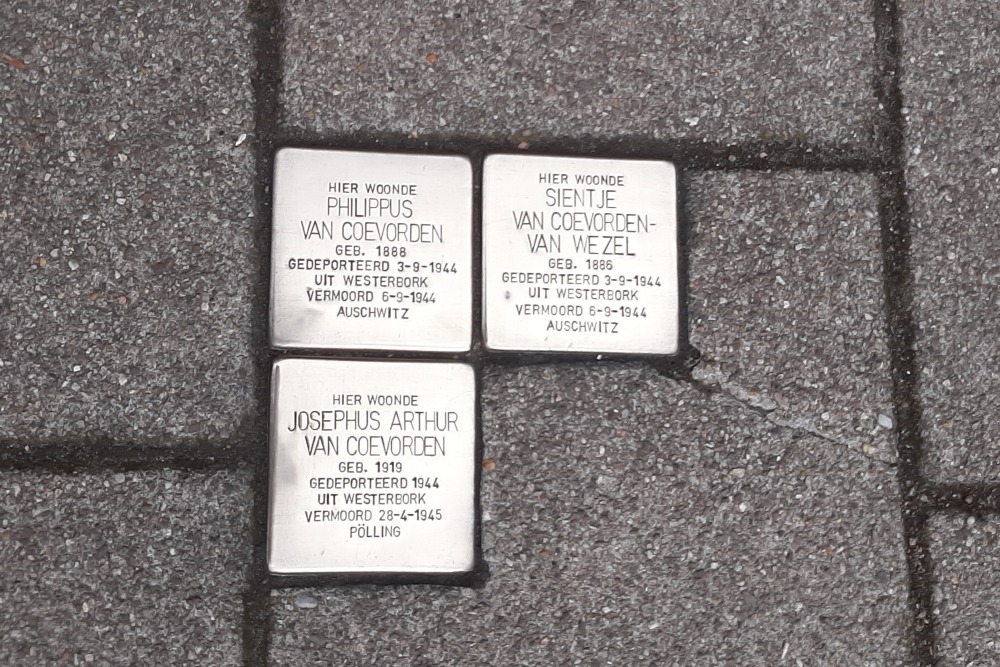 HIER WOONDE
PHILIPPUS
VAN COEVORDEN
GEB. 1888
GEDEPORTEERD 3-9-1944
UIT WESTERBORK
VERMOORD 6-9-1944
AUSCHWITZ
HIER WOONDE
SIENTJE
VAN COEVORDEN-
VAN WEZEL
GEB. 1886
GEDEPORTEERD 3-9-1944
UIT WESTERBORK
VERMOORD 6-9-1944
AUSCHWITZ
HIER WOONDE
JOSEPHUS ARTHUR
VAN COEVORDEN
GEB. 1919
GEDEPORTEERD 1944
UIT WESTERBORK
VERMOORD 28-4-1945
PÖLLING